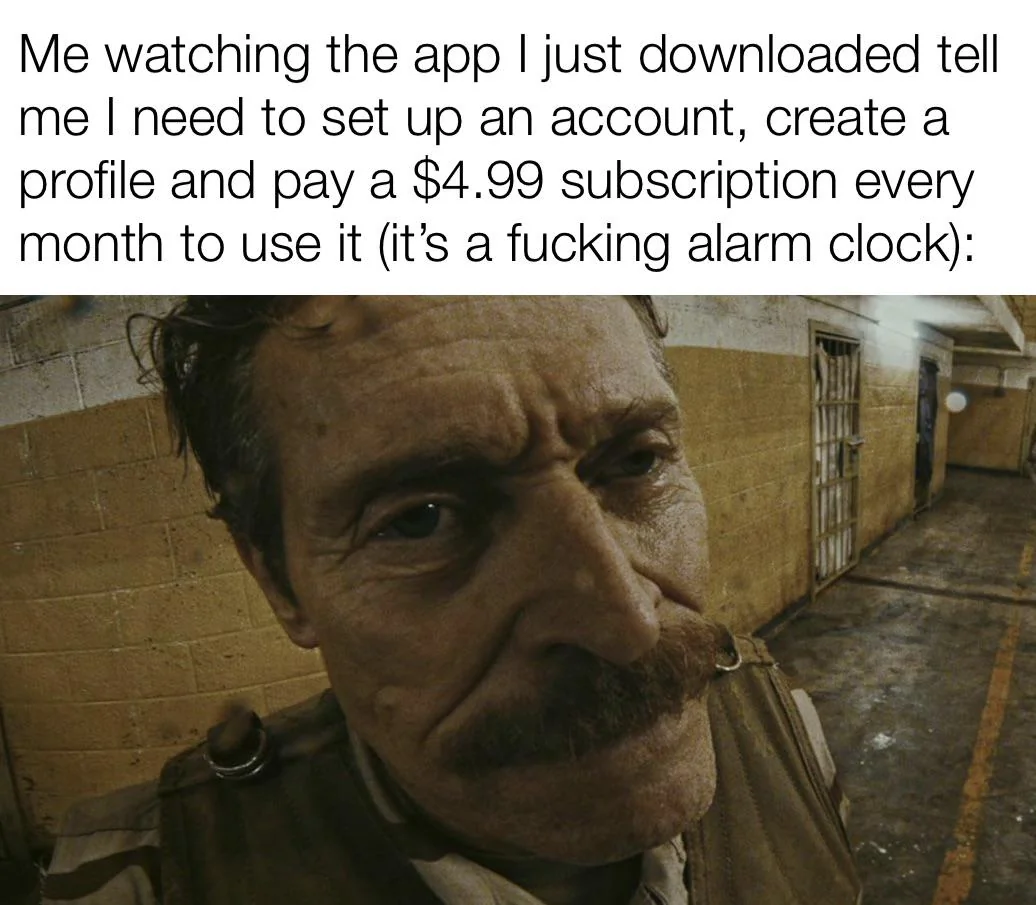 Me watching the app I just downloaded tell
me I need to set up an account, create a
profile and pay a $4.99 subscription every
month to use it (it’s a fucking alarm clock):